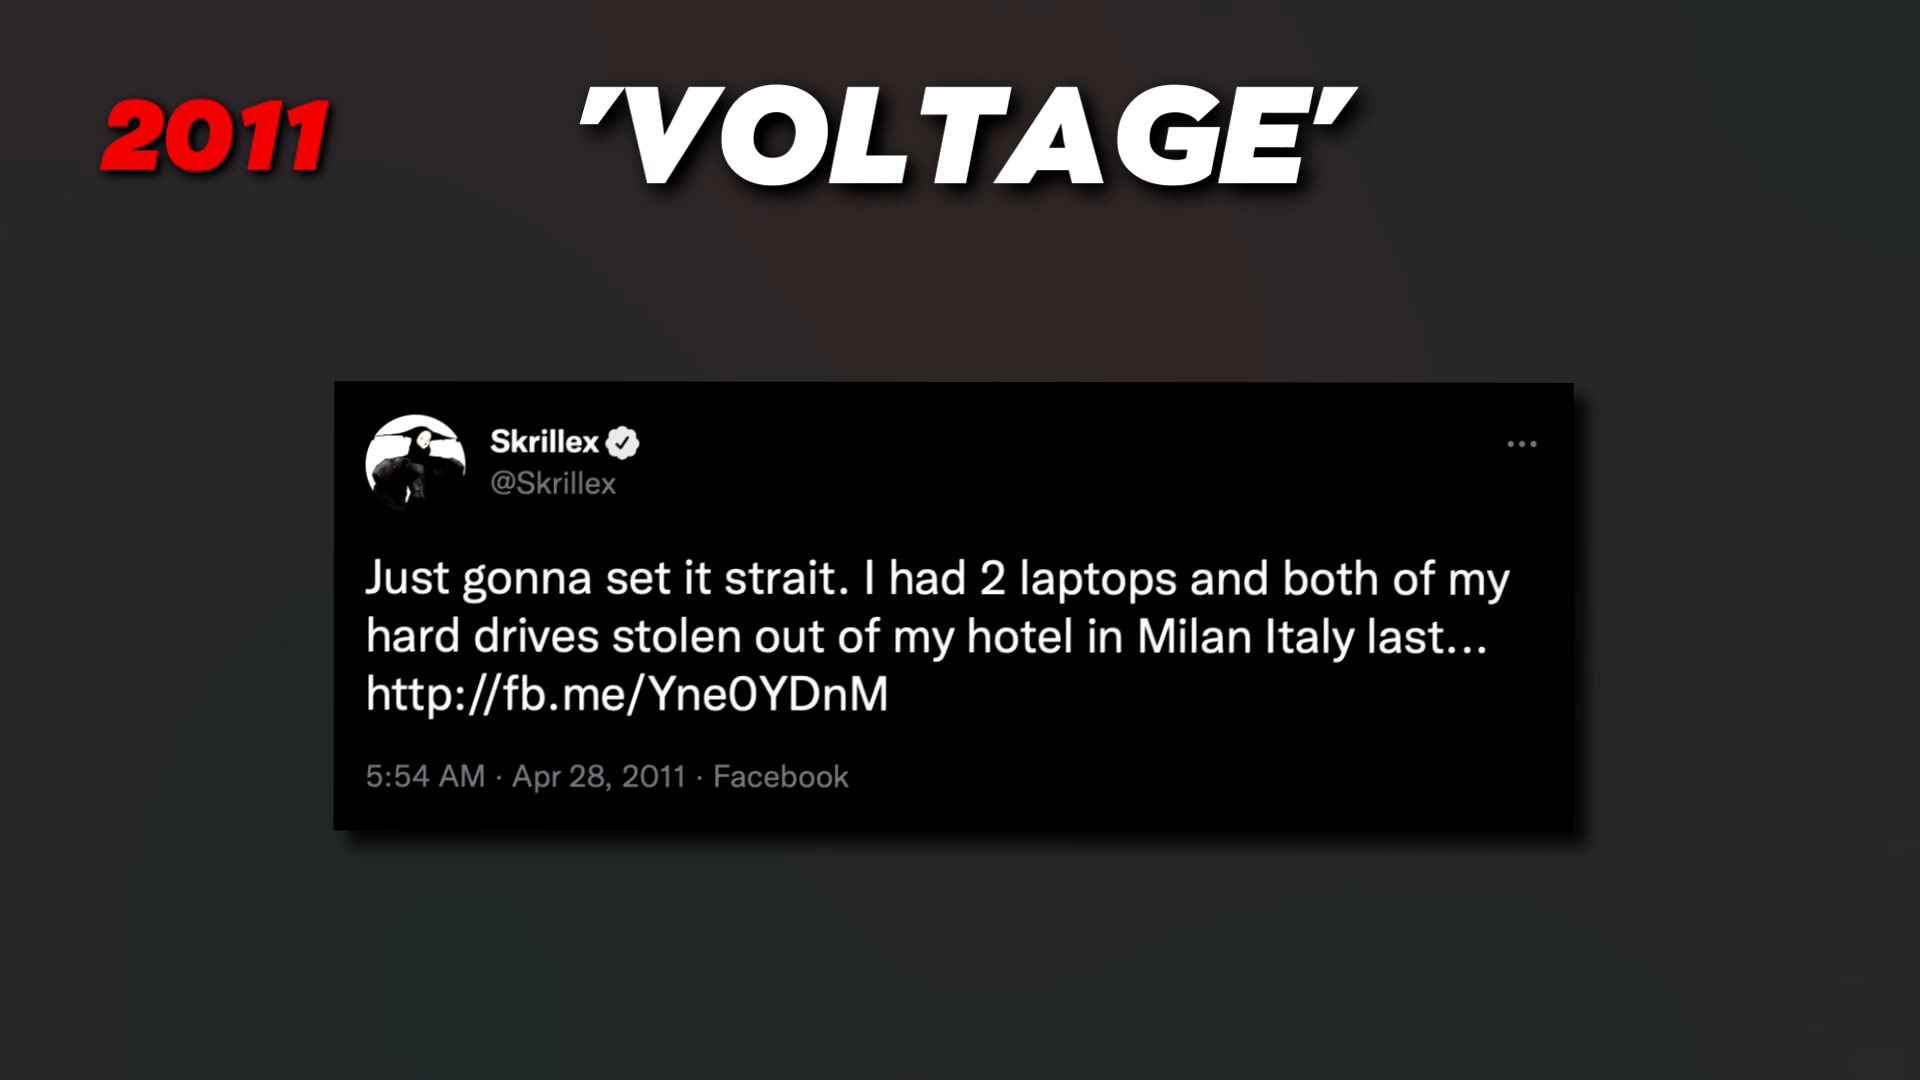 2011
'VOLTAGE'
Skrillex
@Skrillex
Just gonna set it strait. I had 2 laptops and both of my
hard drives stolen out of my hotel in Milan Italy last...
http://fb.me/Yne0YDnM
5:54 AM · Apr 28, 2011 · Facebook